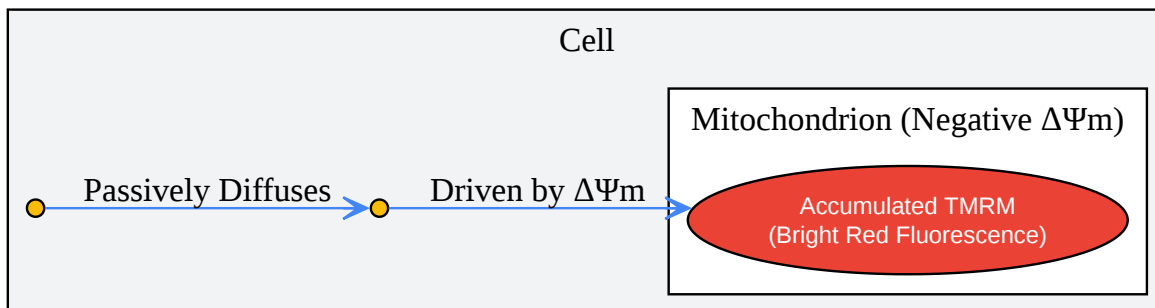 Cell
Mitochondrion (Negative ΔΨm)
Passively Diffuses
Driven by ΔΨm
Accumulated TMRM
(Bright Red Fluorescence)